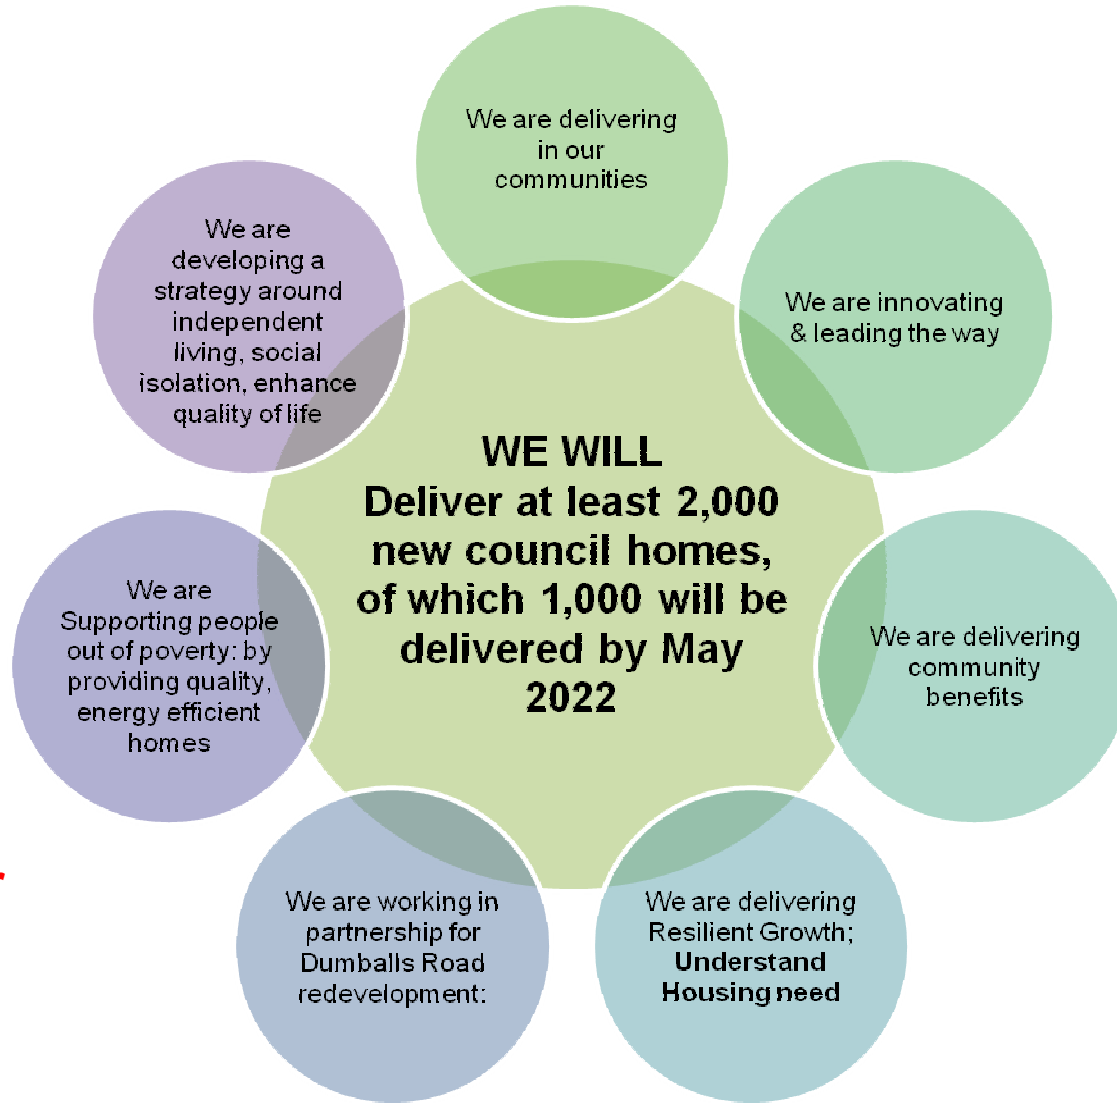 We are delivering
in our
communities
We are innovating
& leading the way
We are delivering
community
benefits
We are delivering
Resilient Growth;
Understand
Housing need
We are working in
partnership for
Dumballs Road
redevelopment:
We are
Supporting people
out of poverty: by
providing quality,
energy efficient
homes
We are
developing a
strategy around
independent
living, social
isolation, enhance
quality of life
WE WILL
Deliver at least 2,000
new council homes,
of which 1,000 will be
delivered by May
2022